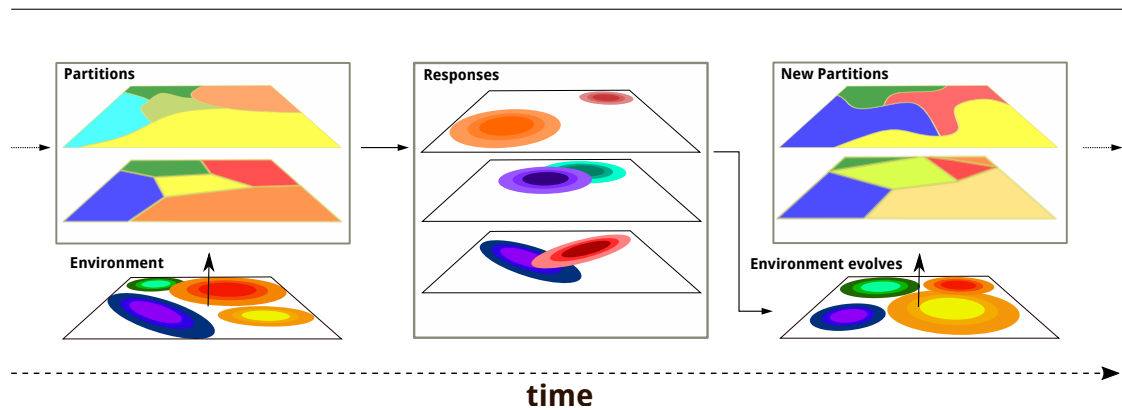 Partitions
Responses
New Partitions
Environment
Environment evolves
time